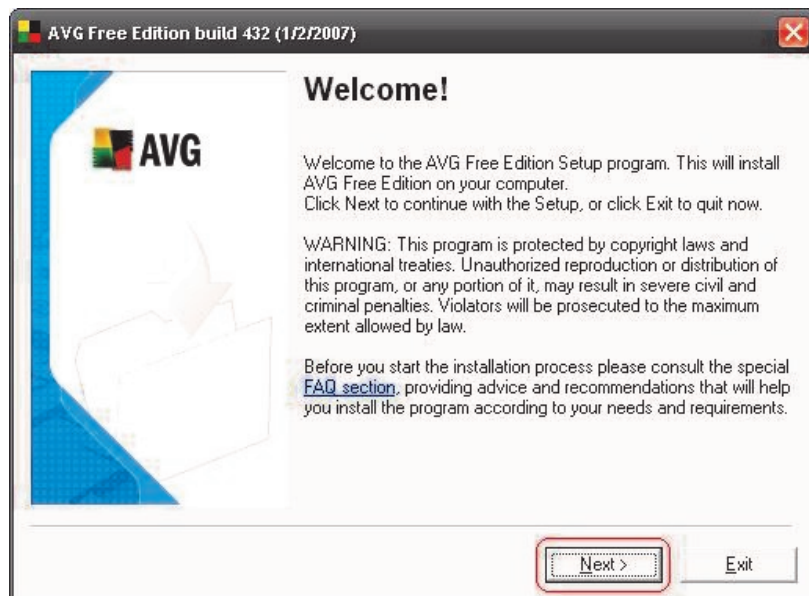 AVG Free Edition build 432 (1/2/2007)
AVG
Welcome!
Welcome to the AVG Free Edition Setup program. This will install
AVG Free Edition on your computer.
Click Next to continue with the Setup, or click Exit to quit now.
WARNING: This program is protected by copyright laws and
international treaties. Unauthorized reproduction or distribution of
this program, or any portion of it, may result in severe civil and
criminal penalties. Violators will be prosecuted to the maximum
extent allowed by law.
Before you start the installation process please consult the special
FAQ section, providing advice and recommendations that will help
you install the program according to your needs and requirements.
Next >
Exit